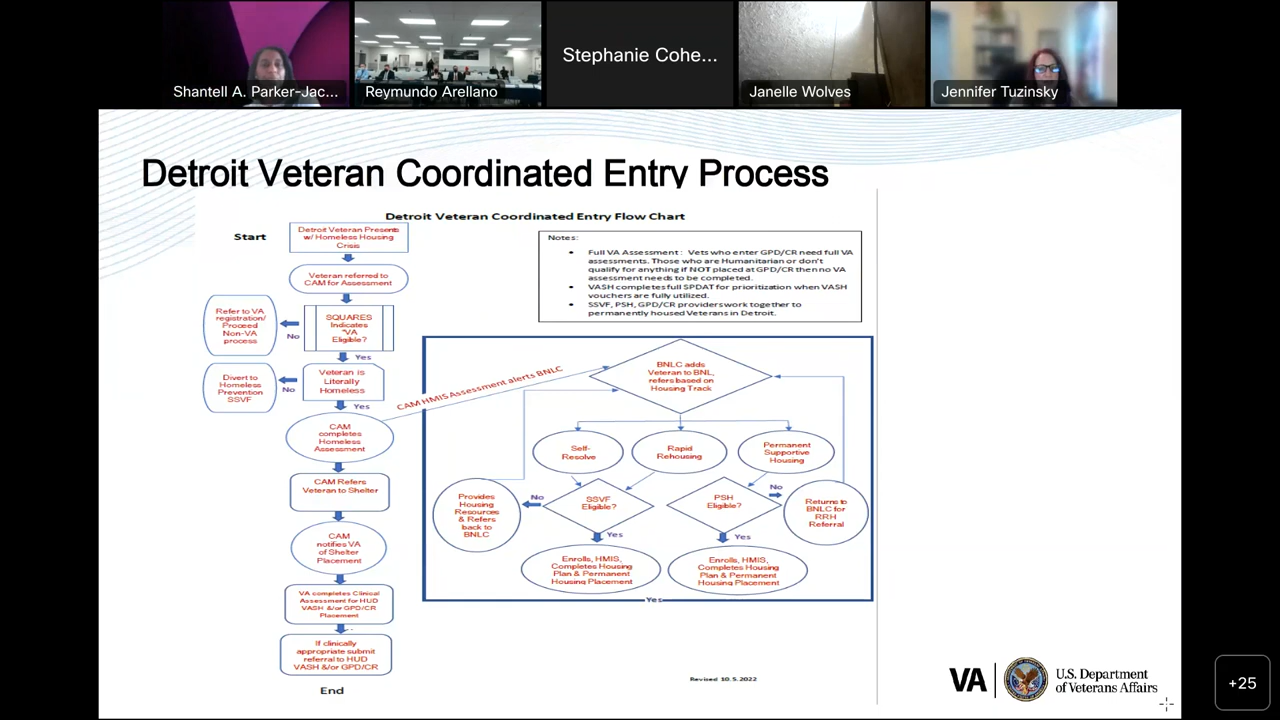 Shantell A. Parker-Jac...
Reymundo Arellano
Stephanie Cohe...
Janelle Wolves
Jennifer Tuzinsky
Detroit Veteran Coordinated Entry Process
Detroit Veteran Coordinated Entry Flow Chart
Start
Detroit Veteran Presents
w/ Homeless Housing
Crisis
Veteran referred to
CAM for Assessment
SQUARES
Indicates
"VA
Eligible?
No
Refer to VA
registration/
Proceed
Non-VA
process
Yes
Veteran is
Literally
Homeless
No
Divert to
Homeless
Prevention
SSVF
Yes
CAM
completes
Homeless
Assessment
CAM Refers
Veteran to Shelter
CAM
notifies VA
of Shelter
Placement
VA completes Clinical
Assessment for HUD
VASH &/or GPD/CR
Placement
If clinically
appropriate submit
referral to HUD
VASH &/or GPD/CR
End
Notes:
• Full VA Assessment : Vets who enter GPD/CR need full VA
assessments. Those who are Humanitarian or don't
qualify for anything if NOT placed at GPD/CR then no VA
assessment needs to be completed.
• VASH completes full SPDAT for prioritization when VASH
vouchers are fully utilized.
• SSVF, PSH, GPD/CR providers work together to
permanently housed Veterans in Detroit.
CAM HMIS Assessment alerts BNLC
BNLC adds
Veteran to BNL,
refers based on
Housing Track
Self-
Resolve
Rapid
Rehousing
Permanent
Supportive
Housing
Provides
Housing
Resources
& Refers
back to
BNLC
No
SSVF
Eligible?
PSH
Eligible?
No
Returns to
BNLC for
RRH
Referral
Yes
Yes
Enrolls, HMIS,
Completes Housing
Plan & Permanent
Housing Placement
Enrolls, HMIS,
Completes Housing
Plan & Permanent
Housing Placement
Yes
Revised 10.5.2022
VA
U.S. Department
of Veterans Affairs
+25